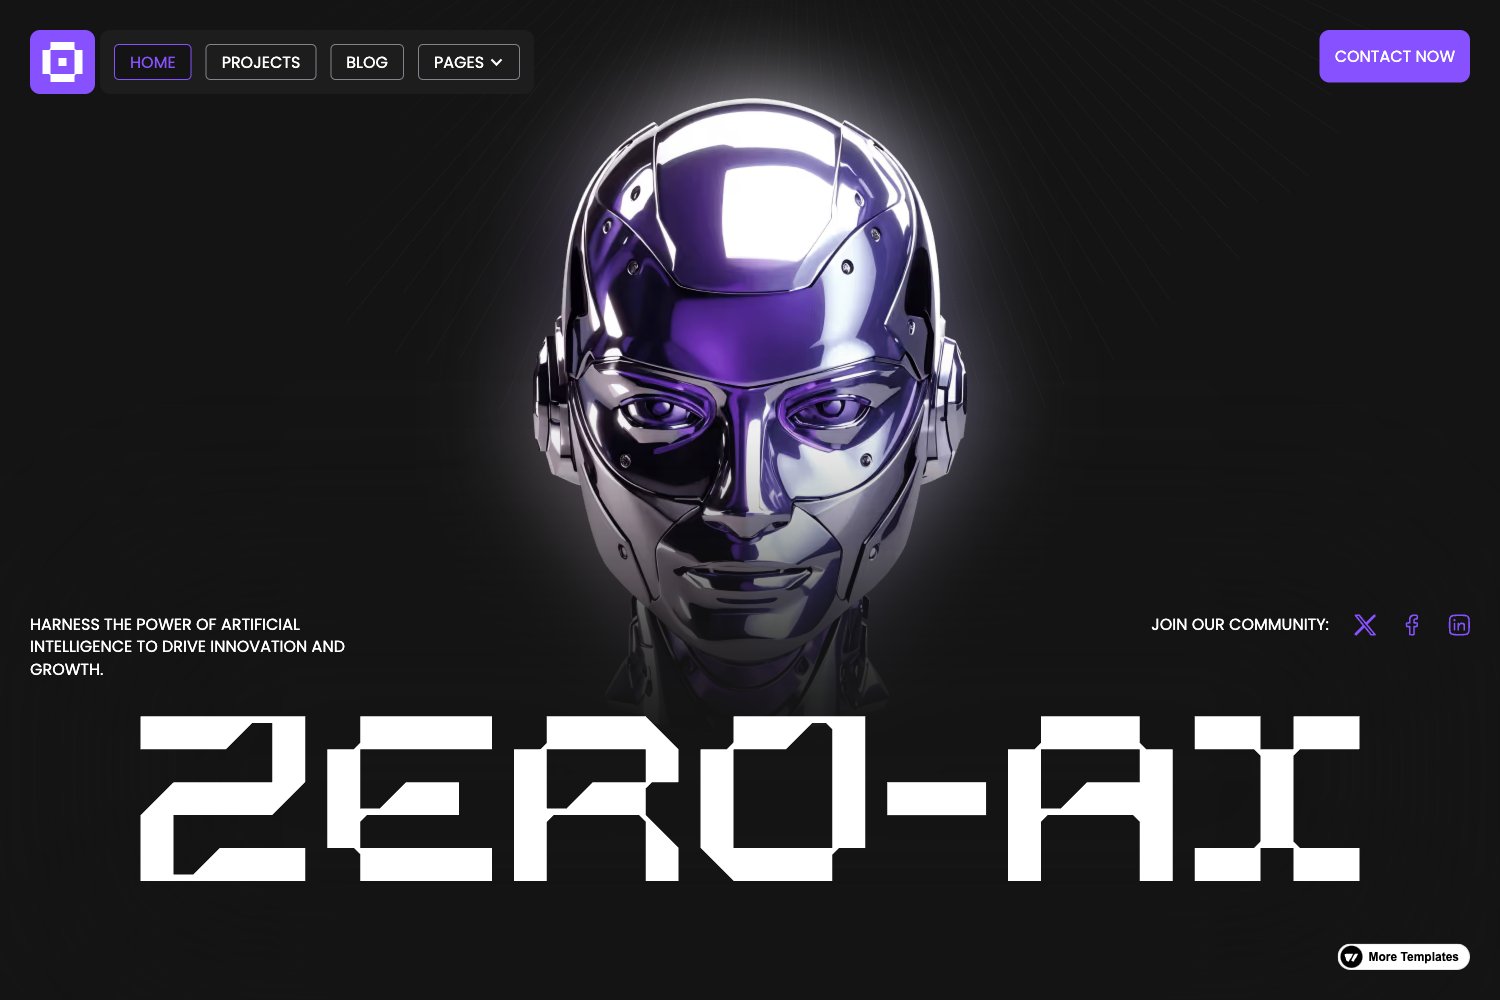 HOME
PROJECTS
BLOG
PAGES
CONTACT NOW
HARNESS THE POWER OF ARTIFICIAL
INTELLIGENCE TO DRIVE INNOVATION AND
GROWTH.
JOIN OUR COMMUNITY:
ZERO-AI
More Templates